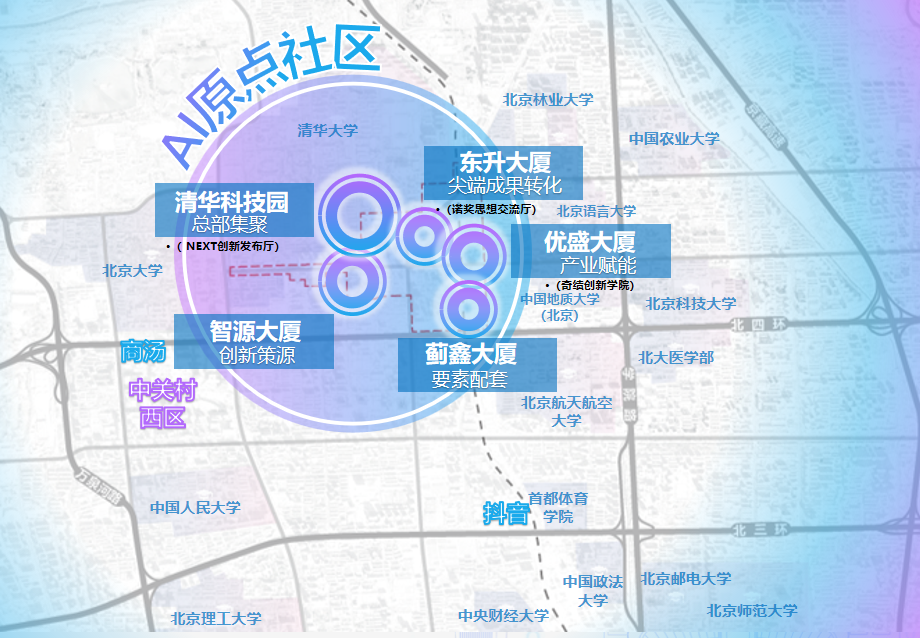 AI原点社区
北京林业大学
清华大学
中国农业大学
东升大厦
尖端成果转化
•（诺奖思想交流厅）
清华科技园
总部集聚
•（ NEXT创新发布厅）
北京语言大学
优盛大厦
产业赋能
•（奇绩创新学院）
北京大学
中国地质大学
（北京）
北京科技大学
北四环
智源大厦
创新策源
商汤
蓟鑫大厦
要素配套
北大医学部
中关村
西区
北京航天航空
大学
万泉河路
中国人民大学
抖音
首都体育
学院
北三环
中国政法
大学
北京邮电大学
北京理工大学
中央财经大学
北京师范大学